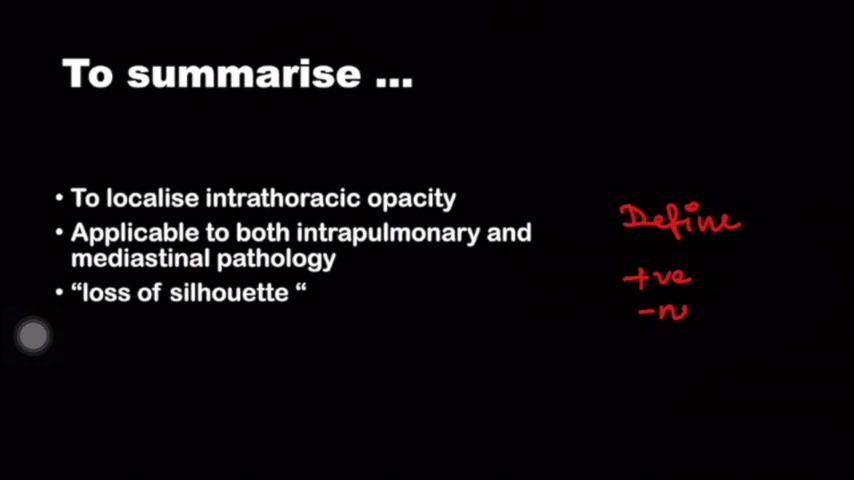 To summarise ...
• To localise intrathoracic opacity
• Applicable to both intrapulmonary and
mediastinal pathology
• “loss of silhouette “
Define
+ve